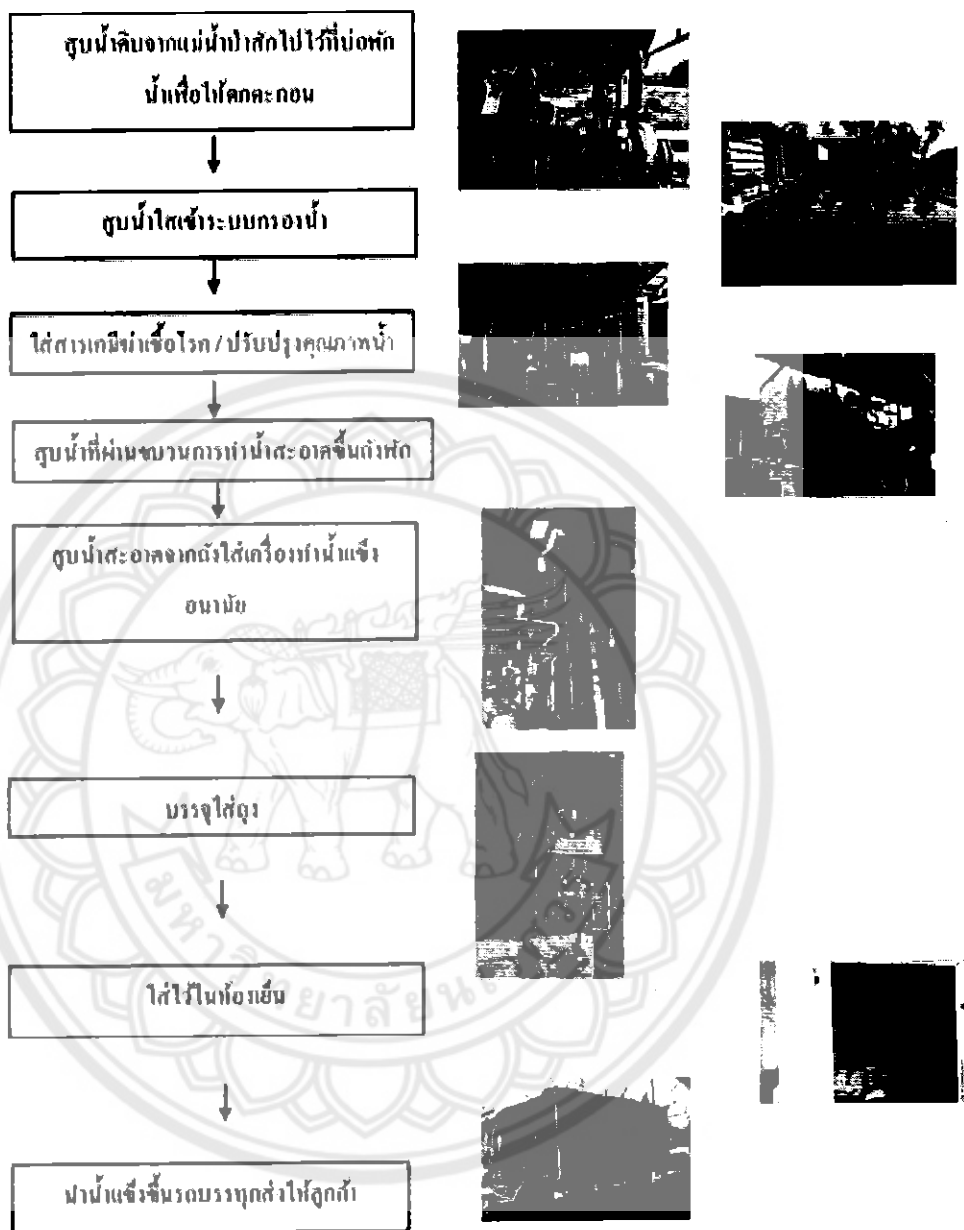 สูบน้ำดิบจากแม่น้ำป่าสักไปไว้ที่บ่อพัก
น้ำเพื่อให้ตกตะกอน
สูบน้ำใสเข้าระบบกรองน้ำ
ใส่สารเคมีฆ่าเชื้อโรค/ปรับปรุงคุณภาพน้ำ
สูบน้ำที่ผ่านขบวนการทำน้ำสะอาดขึ้นถังพัก
สูบน้ำสะอาดจากถังใส่เครื่องทำน้ำแข็ง
อนามัย
บรรจุใส่ถุง
ใส่ไว้ในห้องเย็น
นำน้ำแข็งขึ้นรถบรรทุกส่งให้ลูกค้า